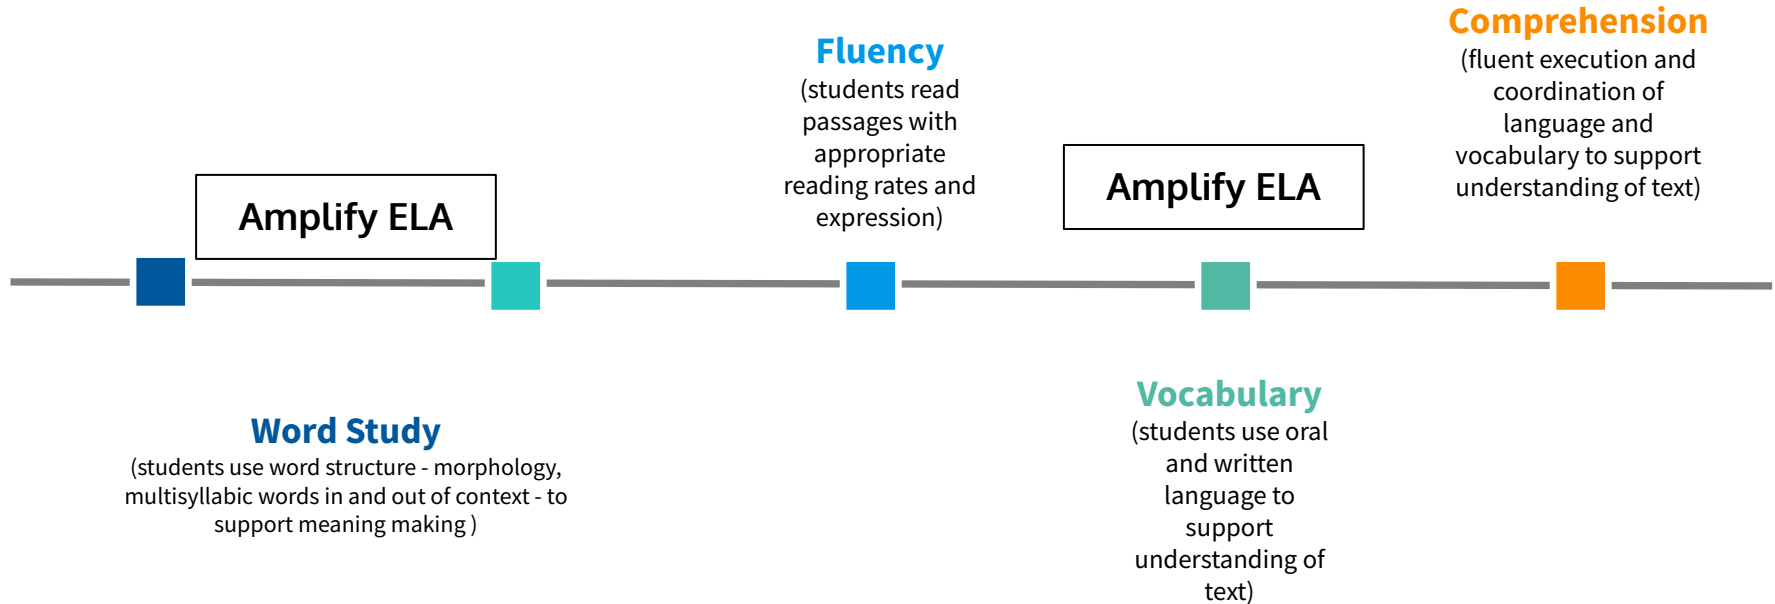 Comprehension
(fluent execution and
coordination of
language and
vocabulary to support
understanding of text)
Fluency
(students read
passages with
appropriate
reading rates and
expression)
Amplify ELA
Amplify ELA
Word Study
(students use word structure - morphology,
multisyllabic words in and out of context - to
support meaning making )
Vocabulary
(students use oral
and written
language to
support
understanding of
text)